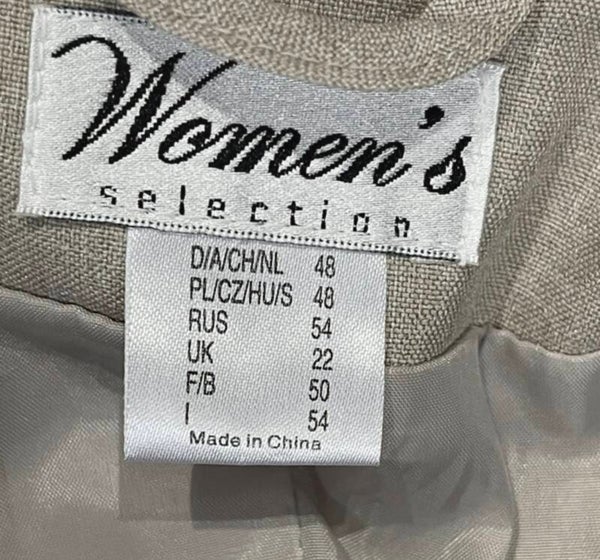 Women's
selection
D/A/CH/NL 48
PL/CZ/HU/S 48
RUS 54
UK 22
F/B 50
I 54
Made in China